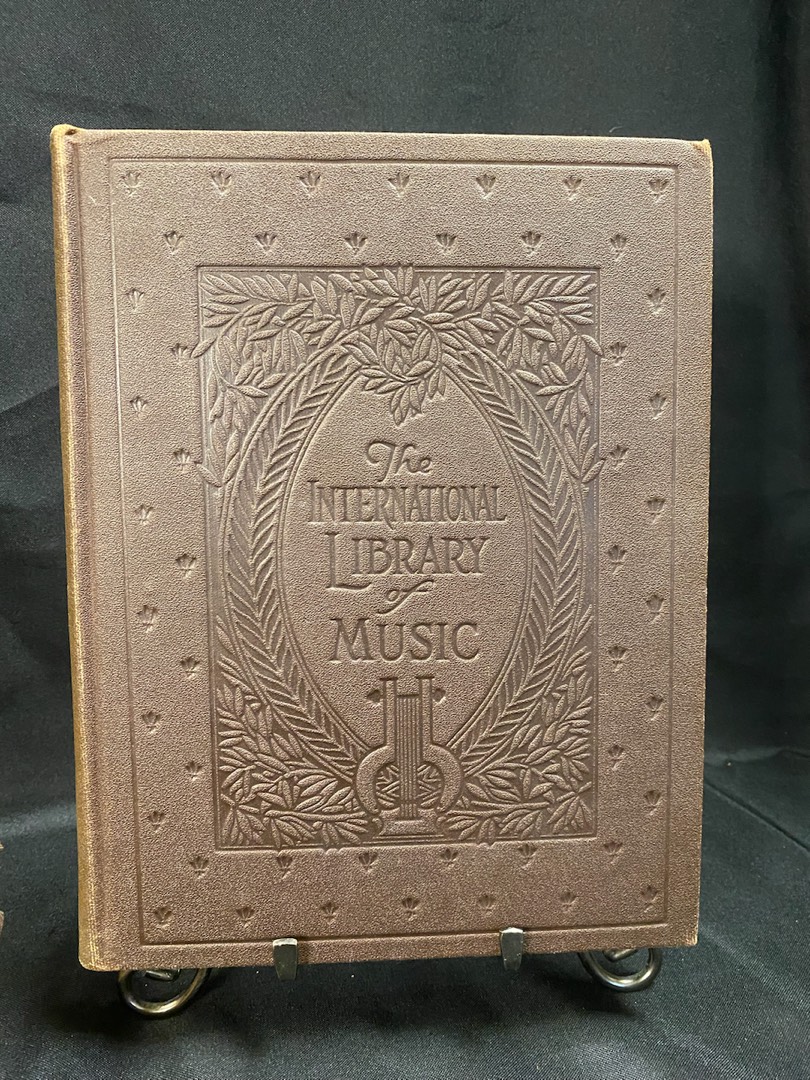 The
INTERNATIONAL
LIBRARY
of
MUSIC